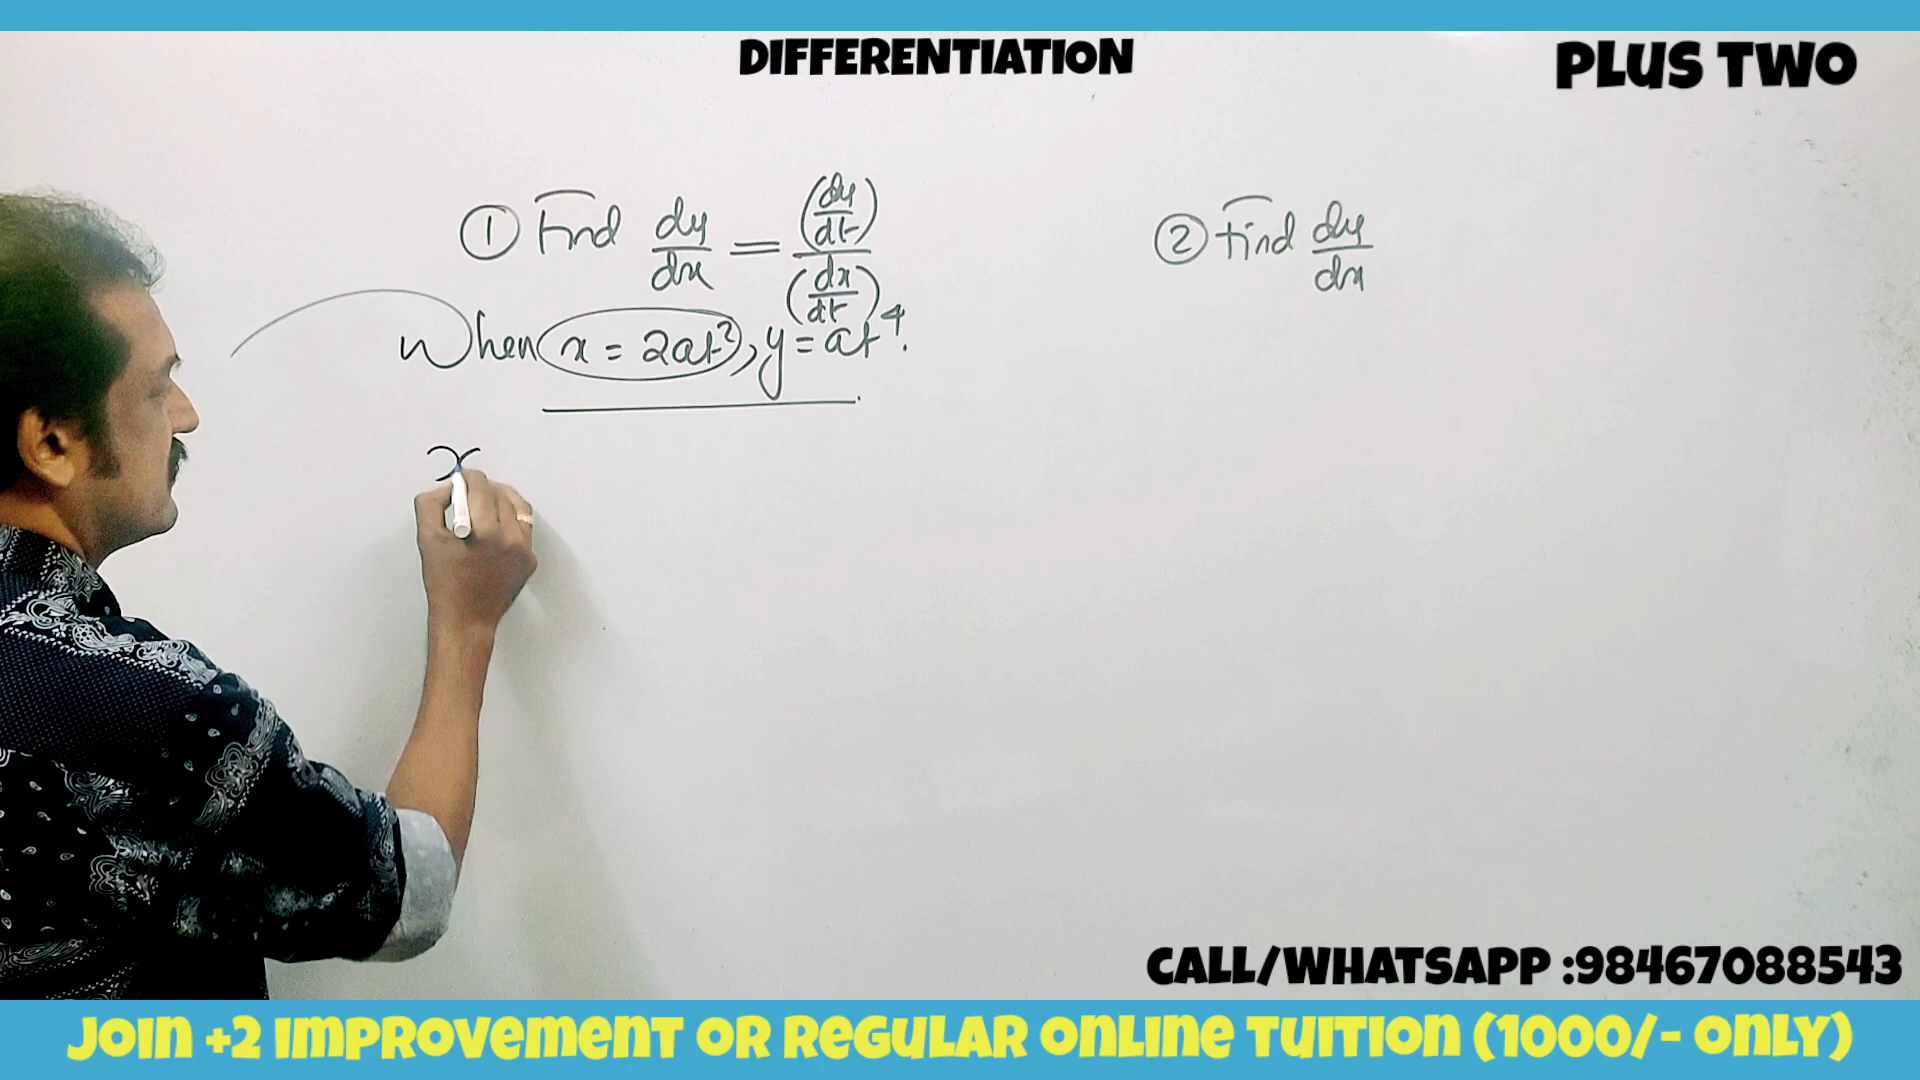 DIFFERENTIATION
PLUS TWO
① Find dy/dx = (dy/dt)/(dx/dt)
When x = 2at², y = at⁴.
x
② Find dy/dx
CALL/WHATSAPP :98467088543
JOIN +2 IMPROVEMENT OR REGULAR ONLINE TUITION (1000/- ONLY)